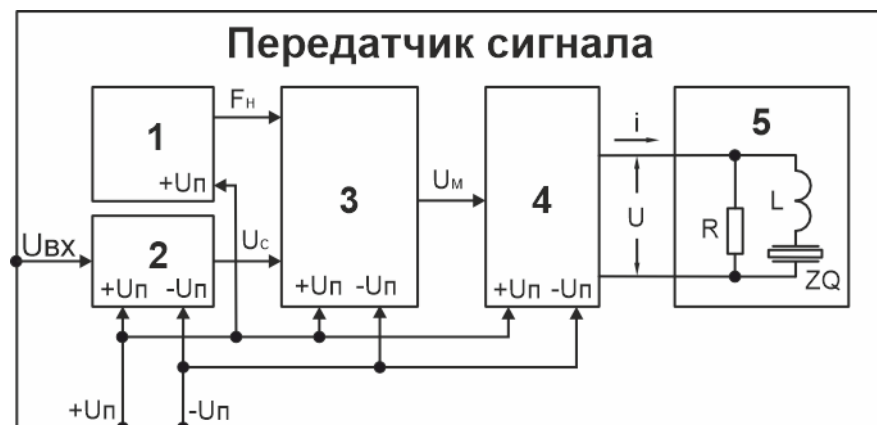 Передатчик сигнала
Fн
i
5
1
+Uп
3
Uм
4
U
R
L
ZQ
Uвх
2
Uс
+Uп -Uп
+Uп -Uп
+Uп -Uп
+Uп
-Uп